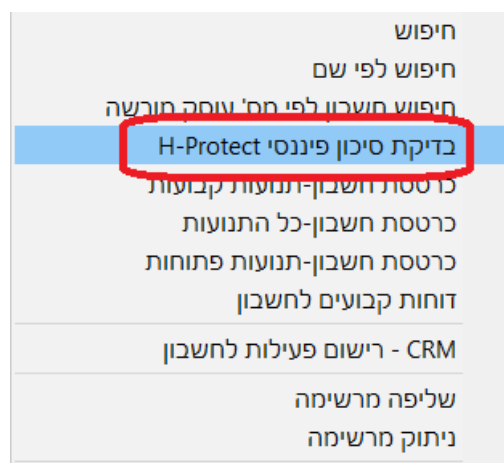 חיפוש
חיפוש לפי שם
חיפוש חשבון לפי מס' עוסק מורשה
בדיקת סיכון פיננסי H-Protect
כרטסת חשבון-תנועות קבועות
כרטסת חשבון-כל התנועות
כרטסת חשבון-תנועות פתוחות
דוחות קבועים לחשבון
CRM - רישום פעילות לחשבון
שליפה מרשימה
ניתוק מרשימה